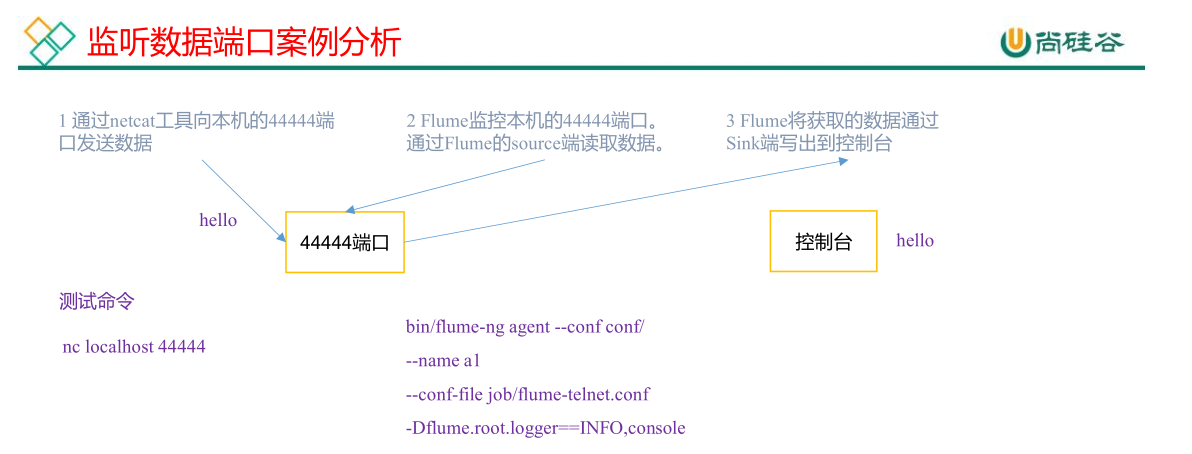 监听数据端口案例分析
尚硅谷
1 通过netcat工具向本机的44444端
口发送数据
2 Flume监控本机的44444端口。
通过Flume的source端读取数据。
3 Flume将获取的数据通过
Sink端写出到控制台
hello
44444端口
控制台
hello
测试命令
nc localhost 44444
bin/flume-ng agent --conf conf/
--name a1
--conf-file job/flume-telnet.conf
-Dflume.root.logger==INFO,console